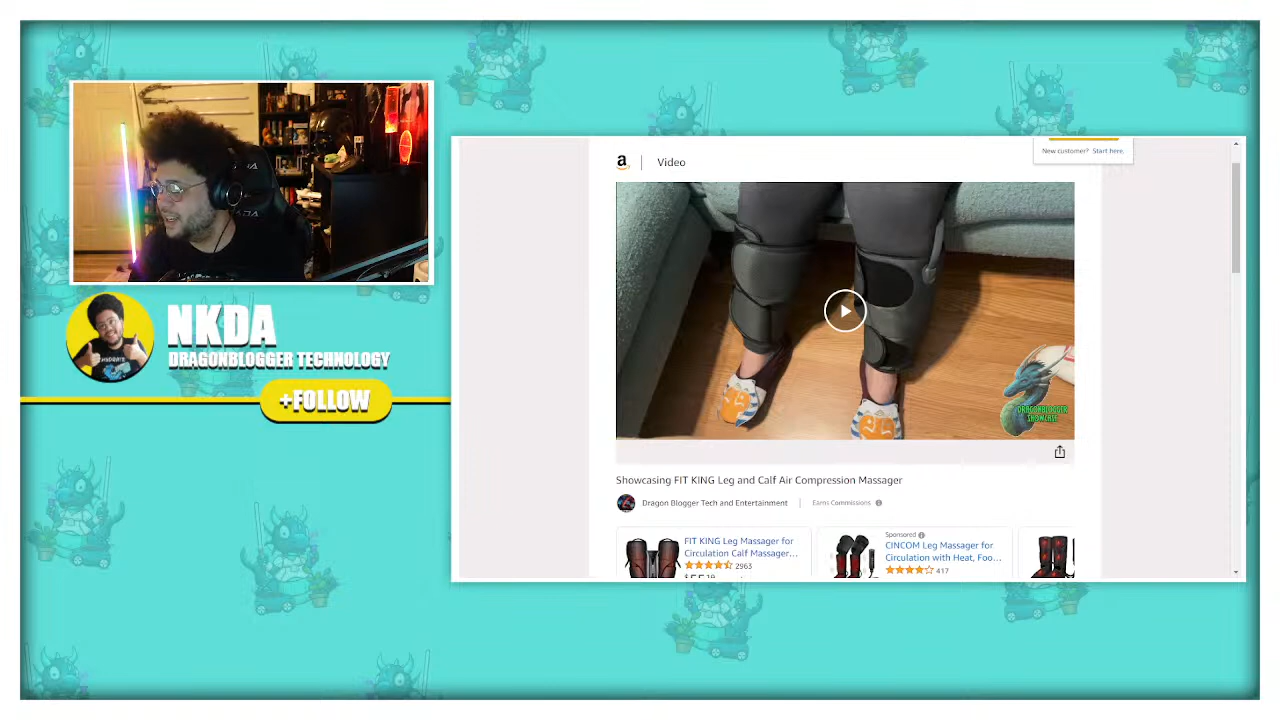 NKDA
DRAGONBLOGGER TECHNOLOGY
+FOLLOW
a
Video
New customer? Start here.
DRAGONBLOGGER
SHOWCASE
Showcasing FIT KING Leg and Calf Air Compression Massager
Dragon Blogger Tech and Entertainment
Earns Commissions
FIT KING Leg Massager for
Circulation Calf Massager...
2963
Sponsored
CINCOM Leg Massager for
Circulation with Heat, Foo...
417